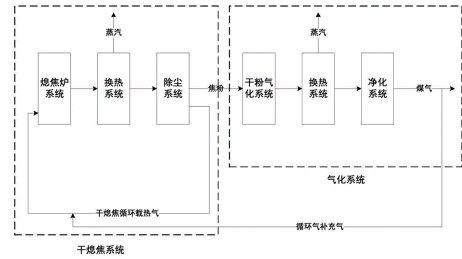 蒸汽
蒸汽
熄焦炉
系统
换热
系统
除尘
系统
焦粉
干粉气
化系统
换热
系统
净化
系统
煤气
气化系统
干熄焦循环载热气
循环气补充气
干熄焦系统